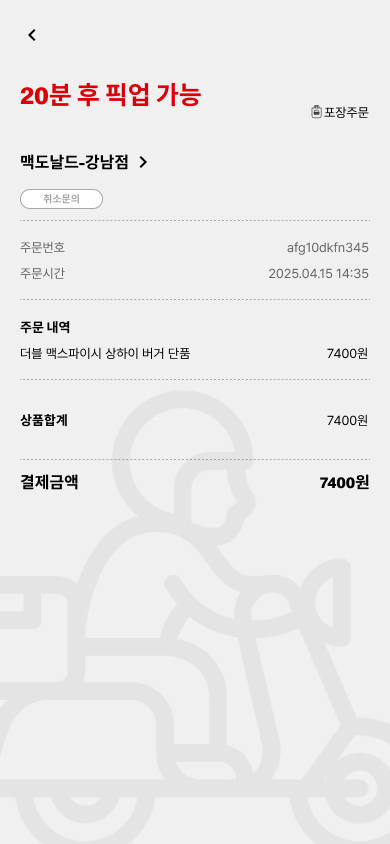 20분 후 픽업 가능
포장주문
맥도날드-강남점
취소문의
주문번호 afg10dkfn345
주문시간 2025.04.15 14:35
주문 내역
더블 맥스파이시 상하이 버거 단품 7400원
상품합계 7400원
결제금액 7400원